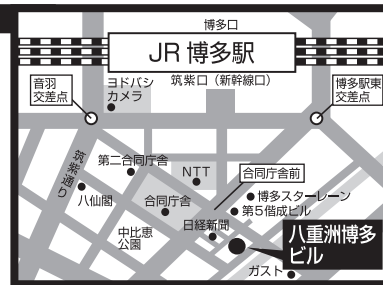 博多口
JR 博多駅
筑紫口（新幹線口）
音羽
交差点
ヨドバシ
カメラ
博多駅東
交差点
筑紫通り
第二合同庁舎
NTT
合同庁舎前
八仙閣
合同庁舎
博多スターレーン
第5偕成ビル
中比恵
公園
日経新聞
八重洲博多
ビル
ガスト